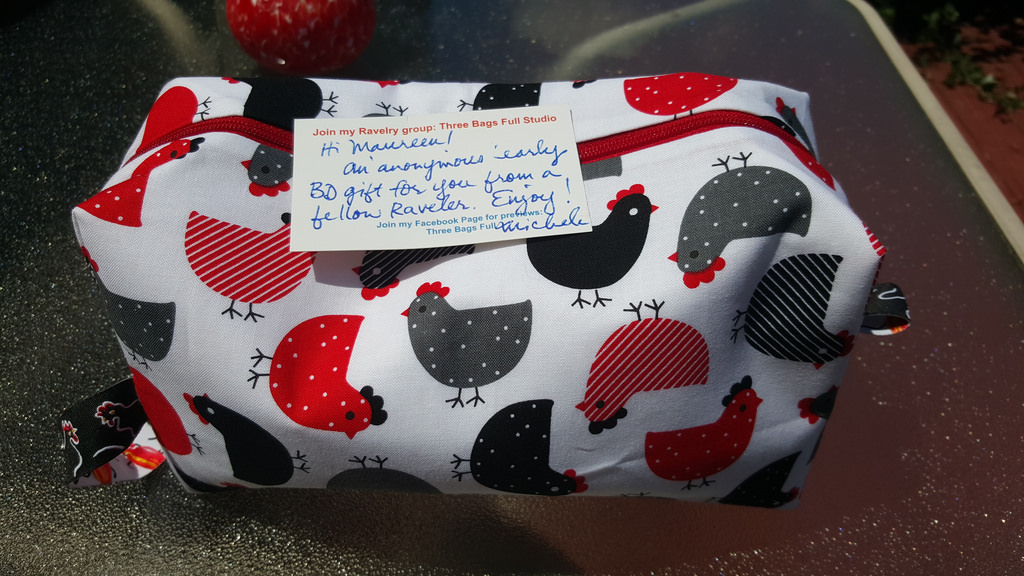 Join my Ravelry group: Three Bags Full Studio
Hi Maureen!
An anonymous early
BD gift for you from a
fellow Raveler. Enjoy!
Join my Facebook Page for previews:
Three Bags Full
Michele